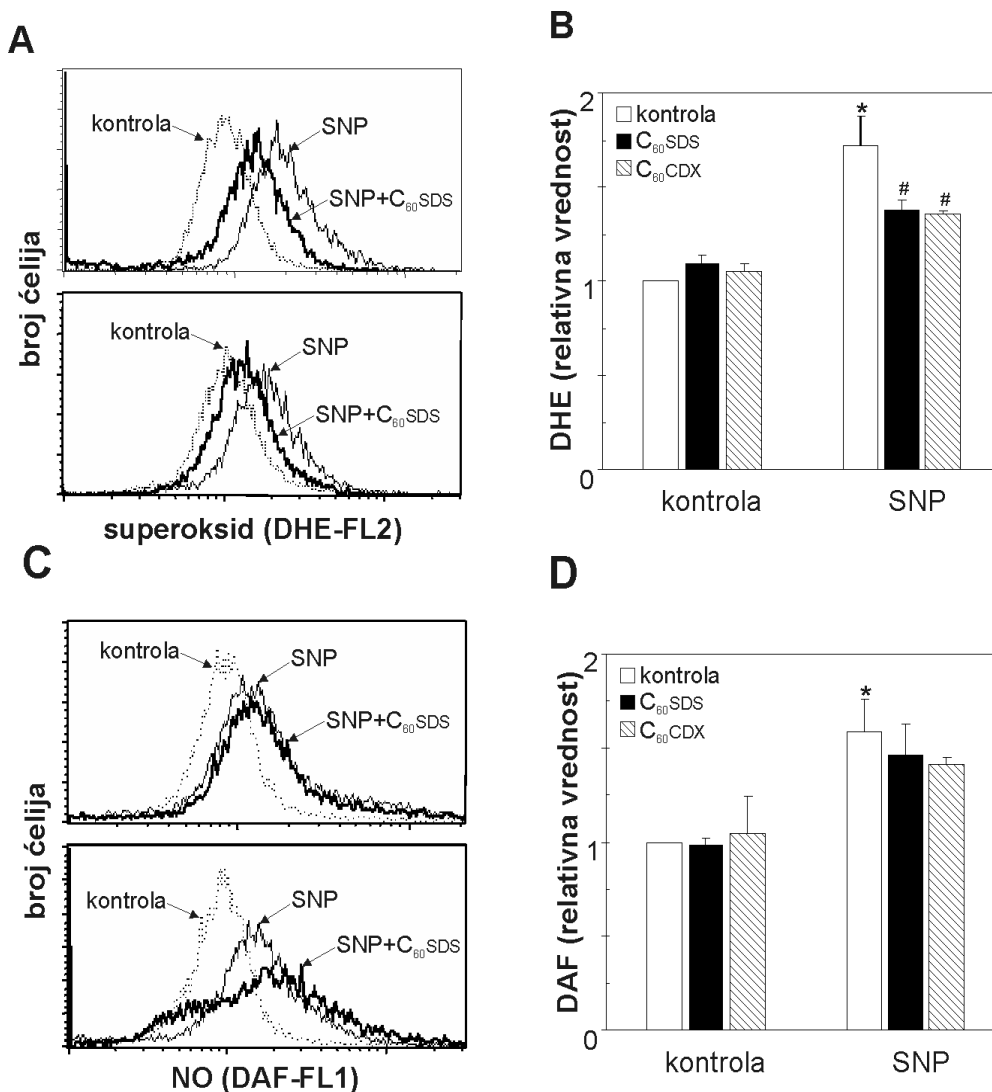 A
kontrola
SNP
SNP+C60SDS
kontrola
SNP
SNP+C60SDS
broj ćelija
superoksid (DHE-FL2)
B
2
1
0
DHE (relativna vrednost)
kontrola
C60SDS
C60CDX
*
#
#
kontrola
SNP
C
kontrola
SNP
SNP+C60SDS
kontrola
SNP
SNP+C60SDS
broj ćelija
NO (DAF-FL1)
D
2
1
0
DAF (relativna vrednost)
kontrola
C60SDS
C60CDX
*
kontrola
SNP